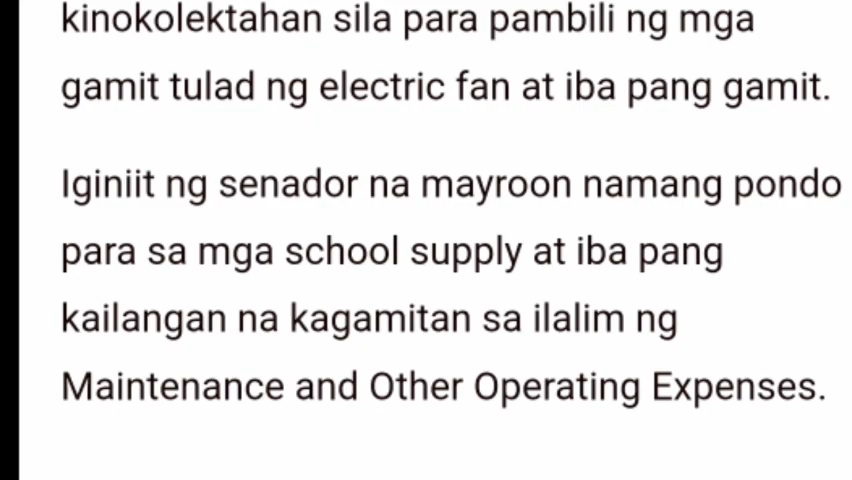 kinokolektahan sila para pambili ng mga
gamit tulad ng electric fan at iba pang gamit.
Iginiit ng senador na mayroon namang pondo
para sa mga school supply at iba pang
kailangan na kagamitan sa ilalim ng
Maintenance and Other Operating Expenses.